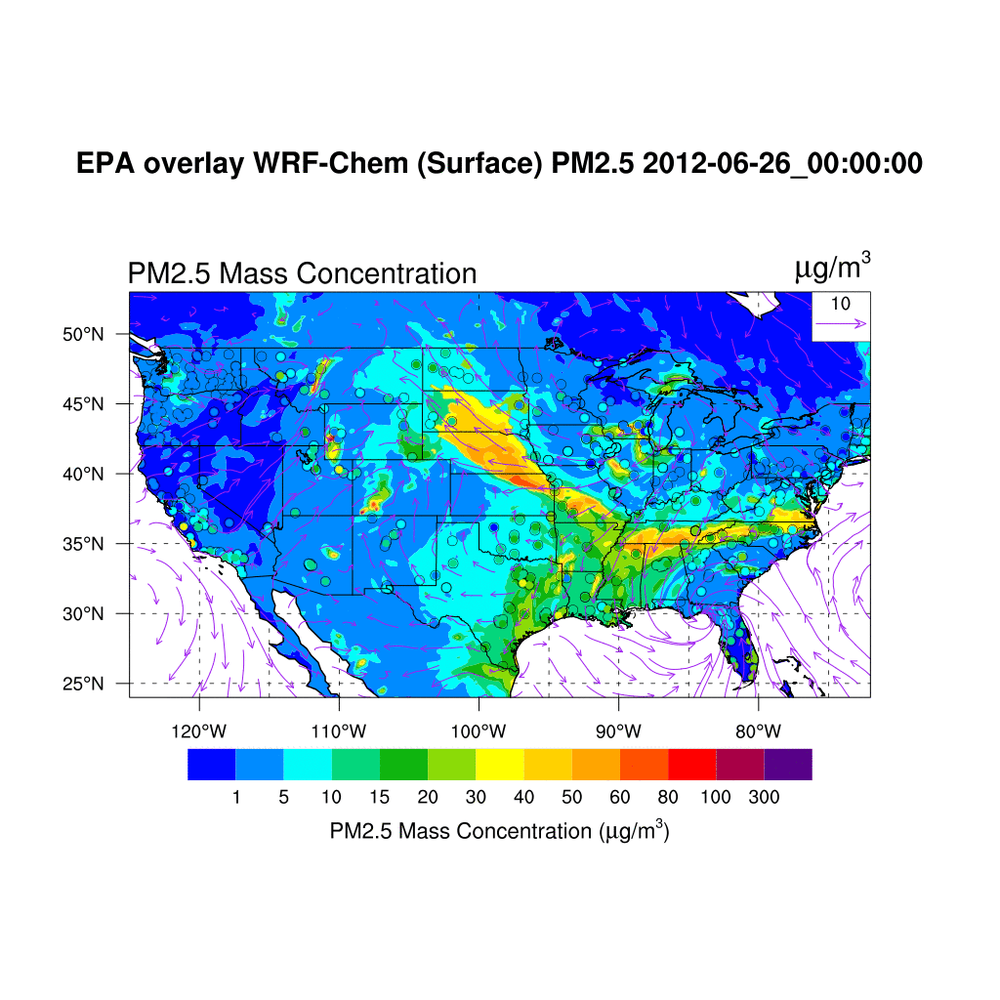 EPA overlay WRF-Chem (Surface) PM2.5 2012-06-26_00:00:00
PM2.5 Mass Concentration
μg/m³
10
50°N
45°N
40°N
35°N
30°N
25°N
120°W 110°W 100°W 90°W 80°W
1 5 10 15 20 30 40 50 60 80 100 300
PM2.5 Mass Concentration (μg/m³)